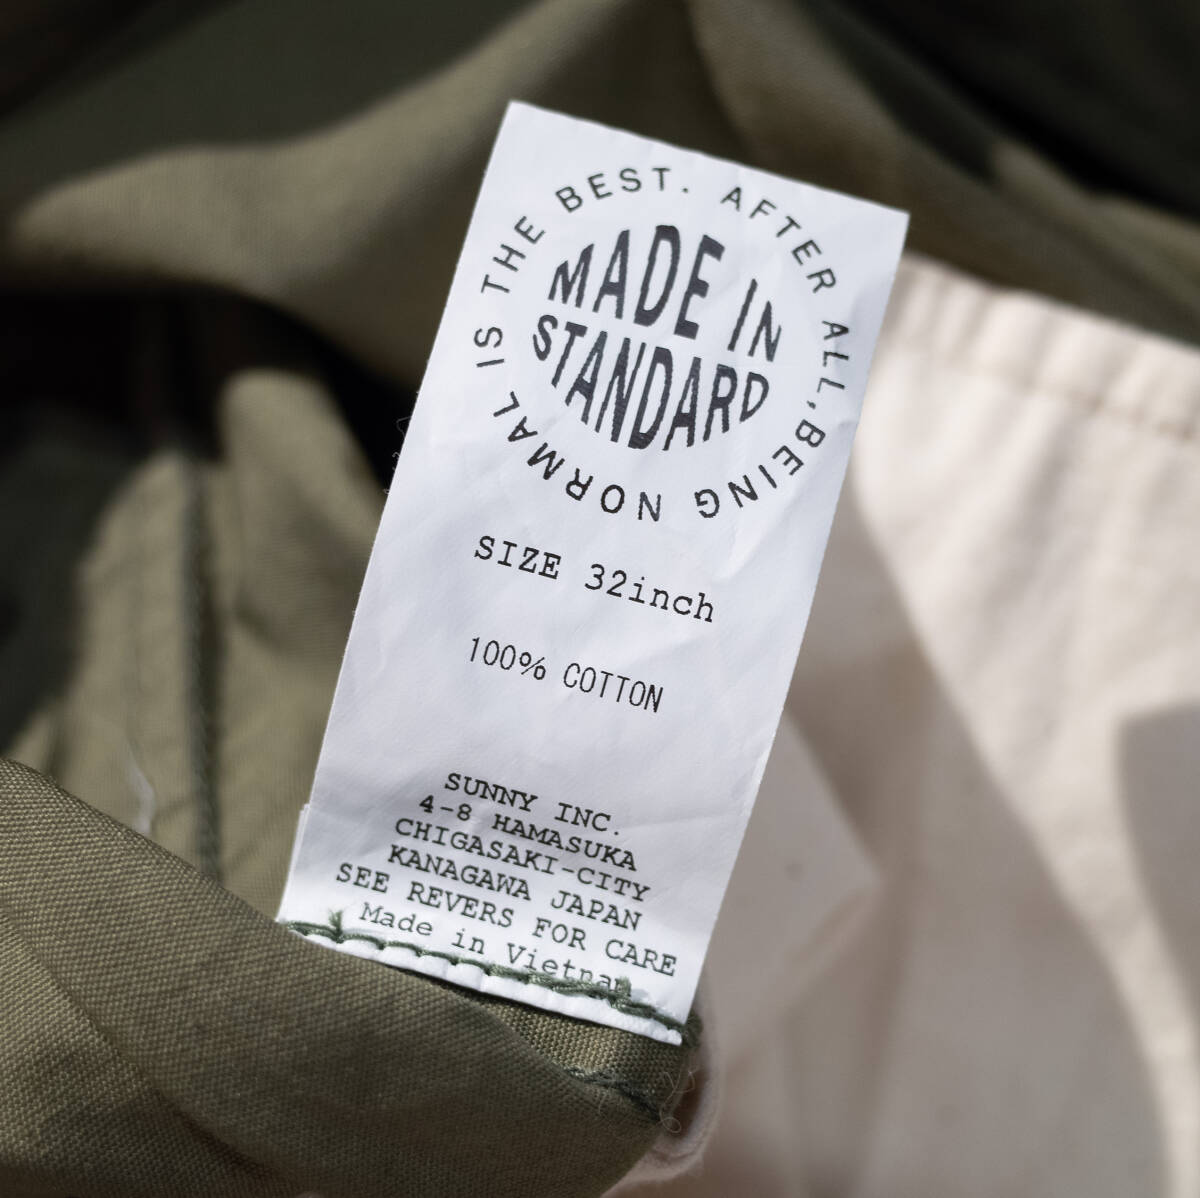 AFTER ALL, BEING NORMAL IS THE BEST.
MADE IN
STANDARD
SIZE 32inch
100% COTTON
SUNNY INC.
4-8 HAMASUKA
CHIGASAKI-CITY
KANAGAWA JAPAN
SEE REVERS FOR CARE
Made in Vietnam